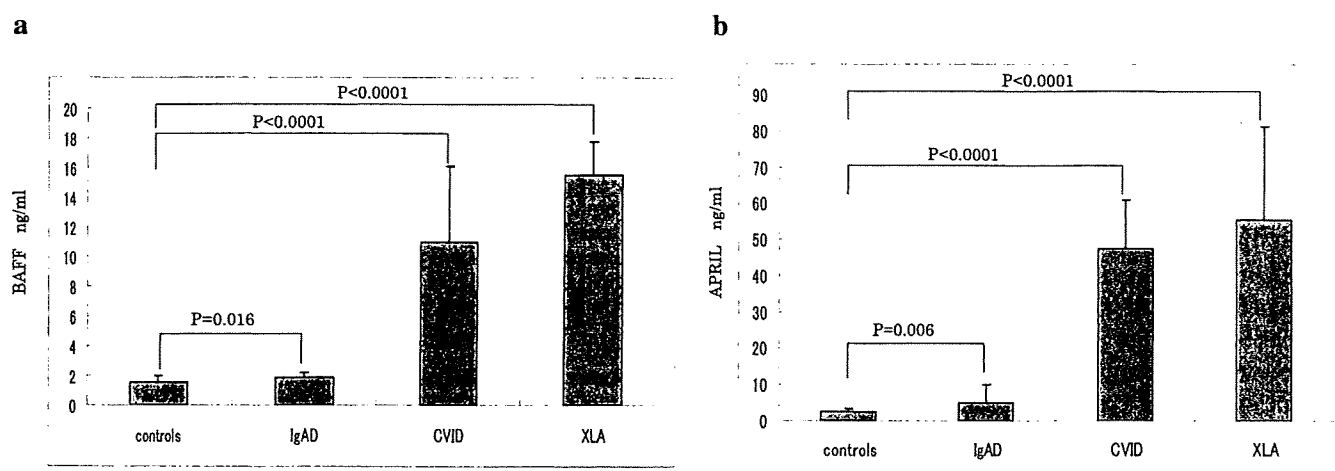 a
P<0.0001
P<0.0001
P=0.016
20
18
16
14
12
10
8
6
4
2
0
BAFF ng/ml
controls IgAD CVID XLA
b
P<0.0001
P<0.0001
P=0.006
90
80
70
60
50
40
30
20
10
0
APRIL ng/ml
controls IgAD CVID XLA